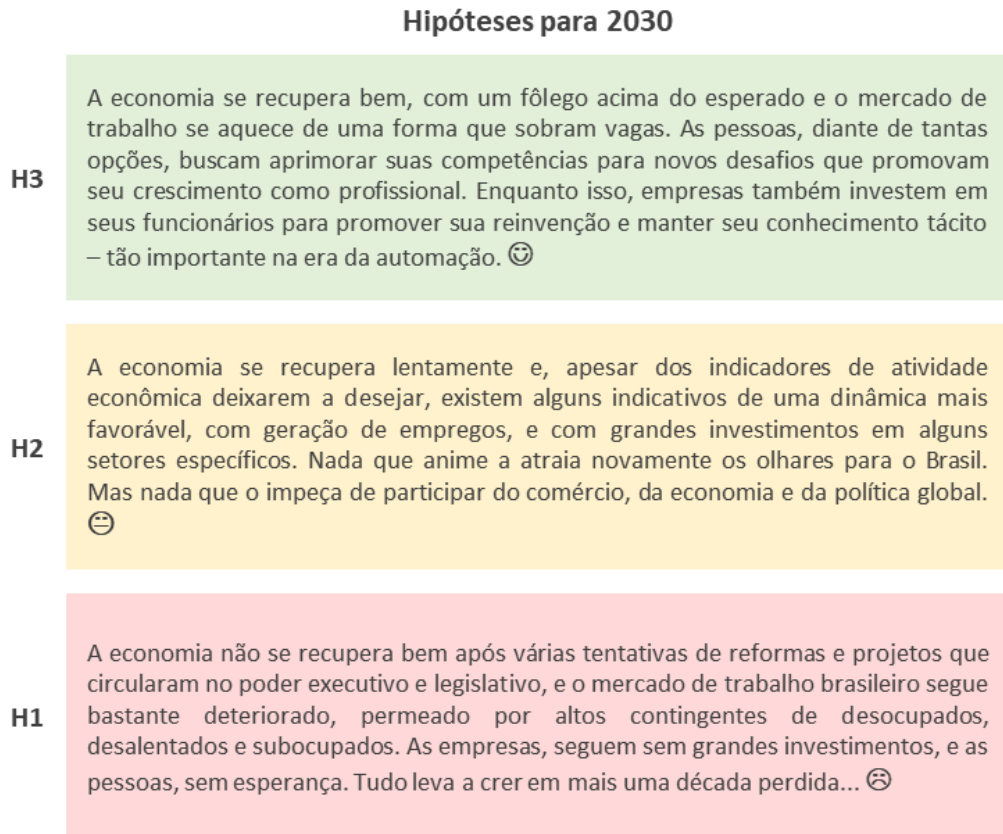 Hipóteses para 2030
H3
A economia se recupera bem, com um fôlego acima do esperado e o mercado de
trabalho se aquece de uma forma que sobram vagas. As pessoas, diante de tantas
opções, buscam aprimorar suas competências para novos desafios que promovam
seu crescimento como profissional. Enquanto isso, empresas também investem em
seus funcionários para promover sua reinvenção e manter seu conhecimento tácito
– tão importante na era da automação. ☺
H2
A economia se recupera lentamente e, apesar dos indicadores de atividade
econômica deixarem a desejar, existem alguns indicativos de uma dinâmica mais
favorável, com geração de empregos, e com grandes investimentos em alguns
setores específicos. Nada que anime a atraia novamente os olhares para o Brasil.
Mas nada que o impeça de participar do comércio, da economia e da política global.
😐
H1
A economia não se recupera bem após várias tentativas de reformas e projetos que
circularam no poder executivo e legislativo, e o mercado de trabalho brasileiro segue
bastante deteriorado, permeado por altos contingentes de desocupados,
desalentados e subocupados. As empresas, seguem sem grandes investimentos, e as
pessoas, sem esperança. Tudo leva a crer em mais uma década perdida... ☹